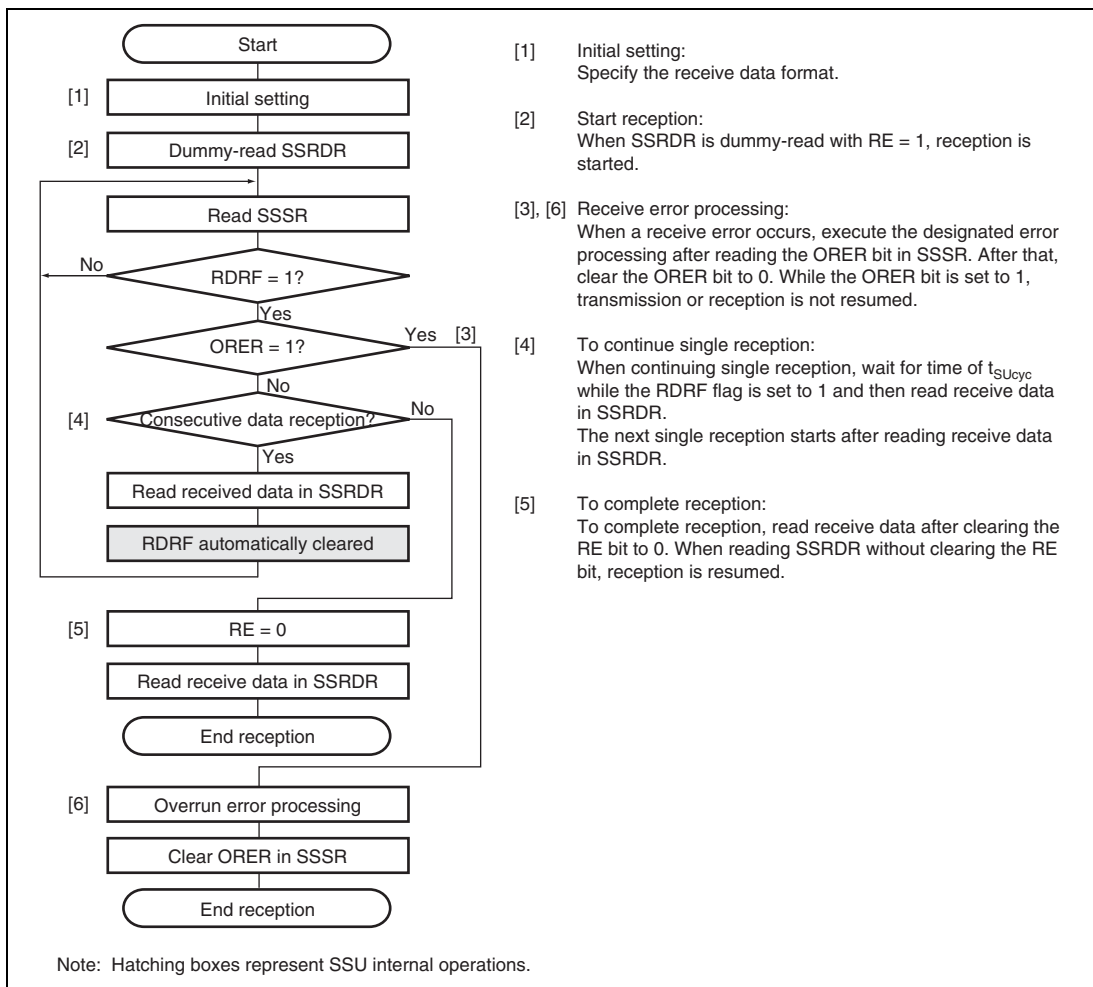 Start
[1]
Initial setting
[2]
Dummy-read SSRDR
Read SSSR
No
RDRF = 1?
Yes
Yes [3]
ORER = 1?
No
No
[4]
Consecutive data reception?
Yes
Read received data in SSRDR
RDRF automatically cleared
[5]
RE = 0
Read receive data in SSRDR
End reception
[6]
Overrun error processing
Clear ORER in SSSR
End reception
[1] Initial setting:
Specify the receive data format.
[2] Start reception:
When SSRDR is dummy-read with RE = 1, reception is
started.
[3], [6] Receive error processing:
When a receive error occurs, execute the designated error
processing after reading the ORER bit in SSSR. After that,
clear the ORER bit to 0. While the ORER bit is set to 1,
transmission or reception is not resumed.
[4] To continue single reception:
When continuing single reception, wait for time of tSUcyc
while the RDRF flag is set to 1 and then read receive data
in SSRDR.
The next single reception starts after reading receive data
in SSRDR.
[5] To complete reception:
To complete reception, read receive data after clearing the
RE bit to 0. When reading SSRDR without clearing the RE
bit, reception is resumed.
Note: Hatching boxes represent SSU internal operations.